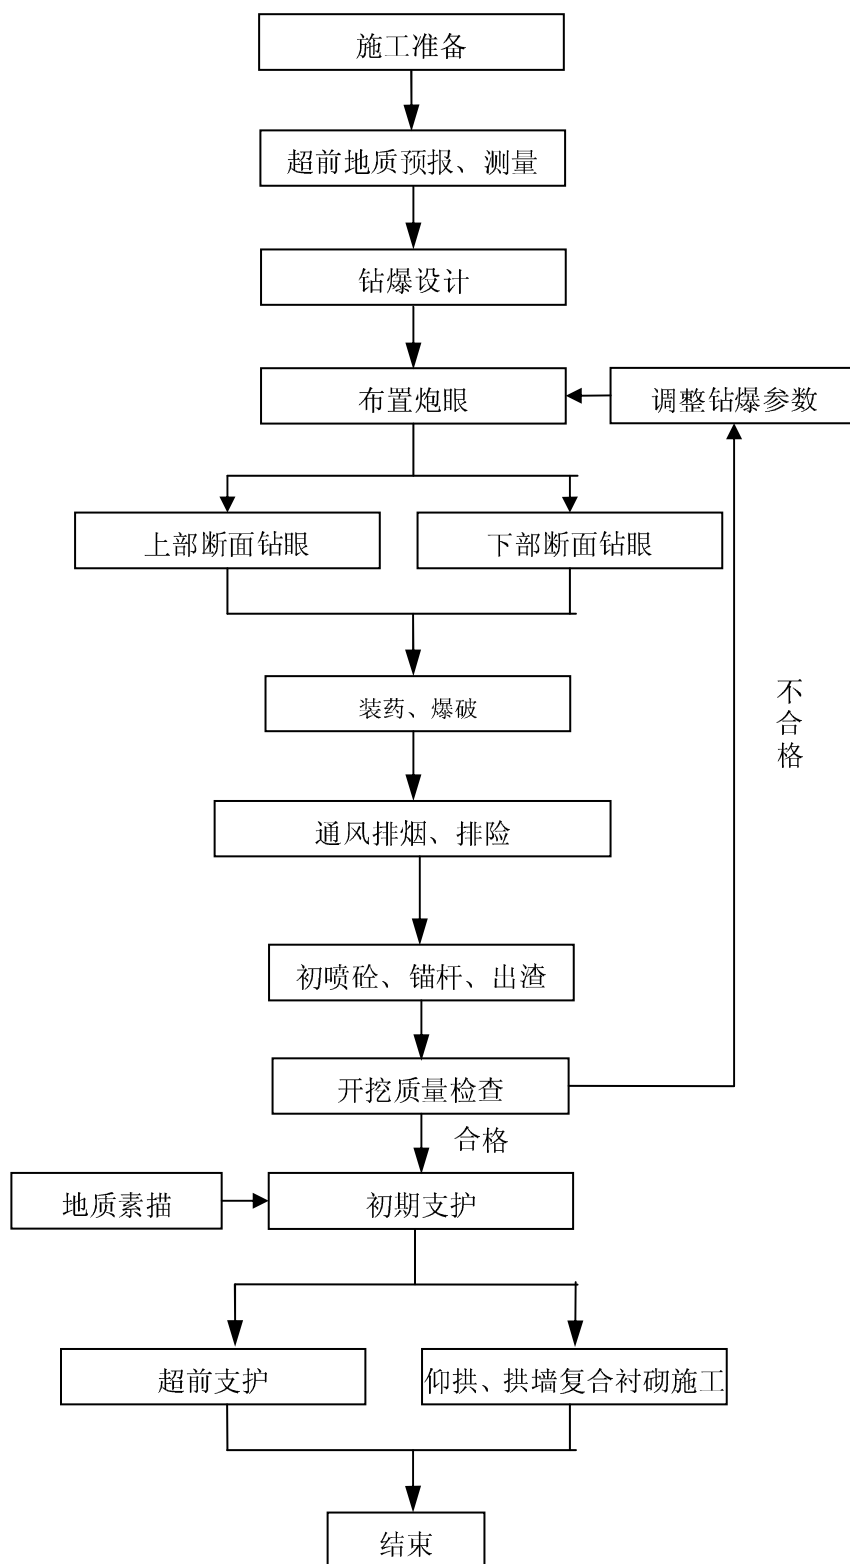 施工准备
超前地质预报、测量
钻爆设计
布置炮眼
调整钻爆参数
上部断面钻眼
下部断面钻眼
装药、爆破
不合格
通风排烟、排险
初喷砼、锚杆、出渣
开挖质量检查
合格
地质素描
初期支护
超前支护
仰拱、拱墙复合衬砌施工
结束